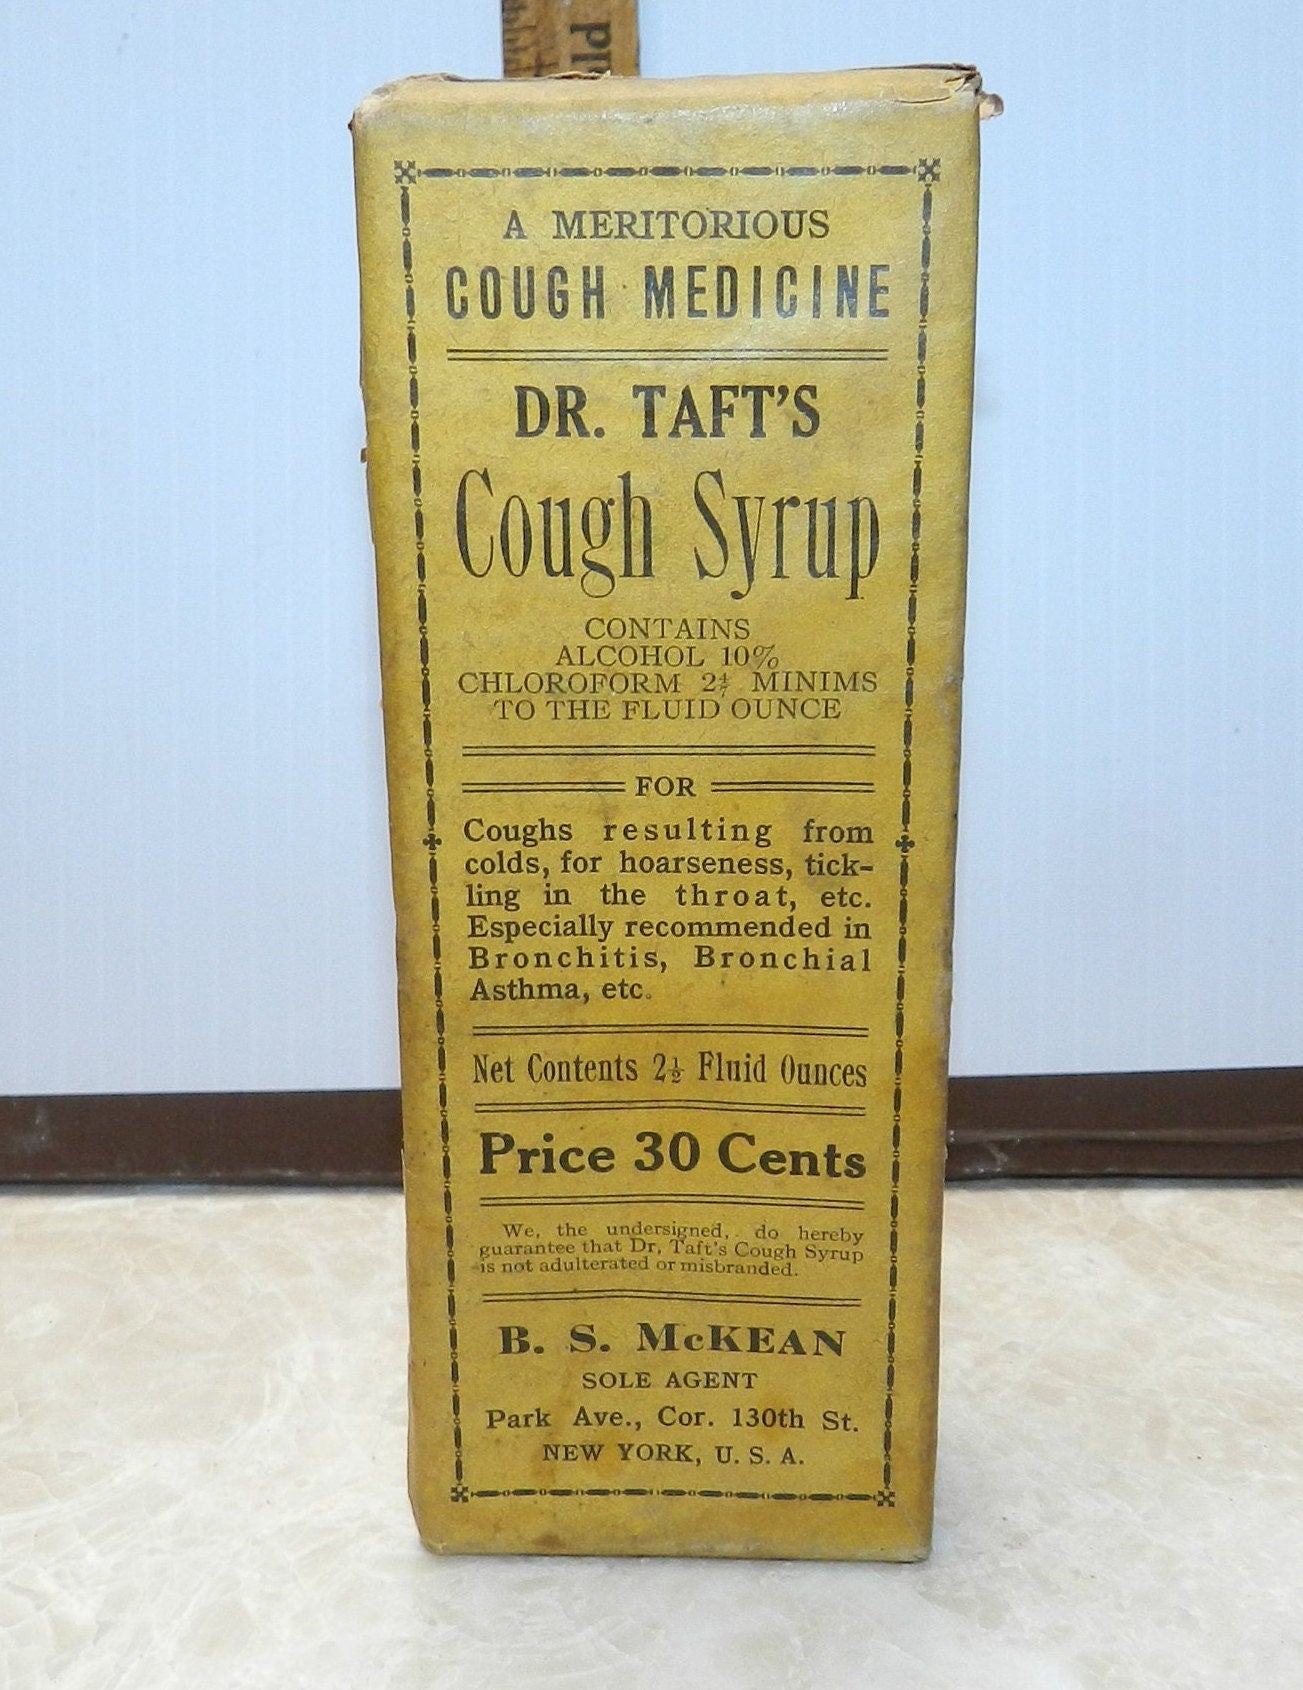 pl
A MERITORIOUS
COUGH MEDICINE
DR. TAFT'S
Cough Syrup
CONTAINS
ALCOHOL 10%
CHLOROFORM 2 4/7 MINIMS
TO THE FLUID OUNCE
FOR
Coughs resulting from
colds, for hoarseness, tick-
ling in the throat, etc.
Especially recommended in
Bronchitis, Bronchial
Asthma, etc.
Net Contents 2½ Fluid Ounces
Price 30 Cents
We, the undersigned, do hereby
guarantee that Dr. Taft's Cough Syrup
is not adulterated or misbranded.
B. S. McKEAN
SOLE AGENT
Park Ave., Cor. 130th St.
NEW YORK, U. S. A.